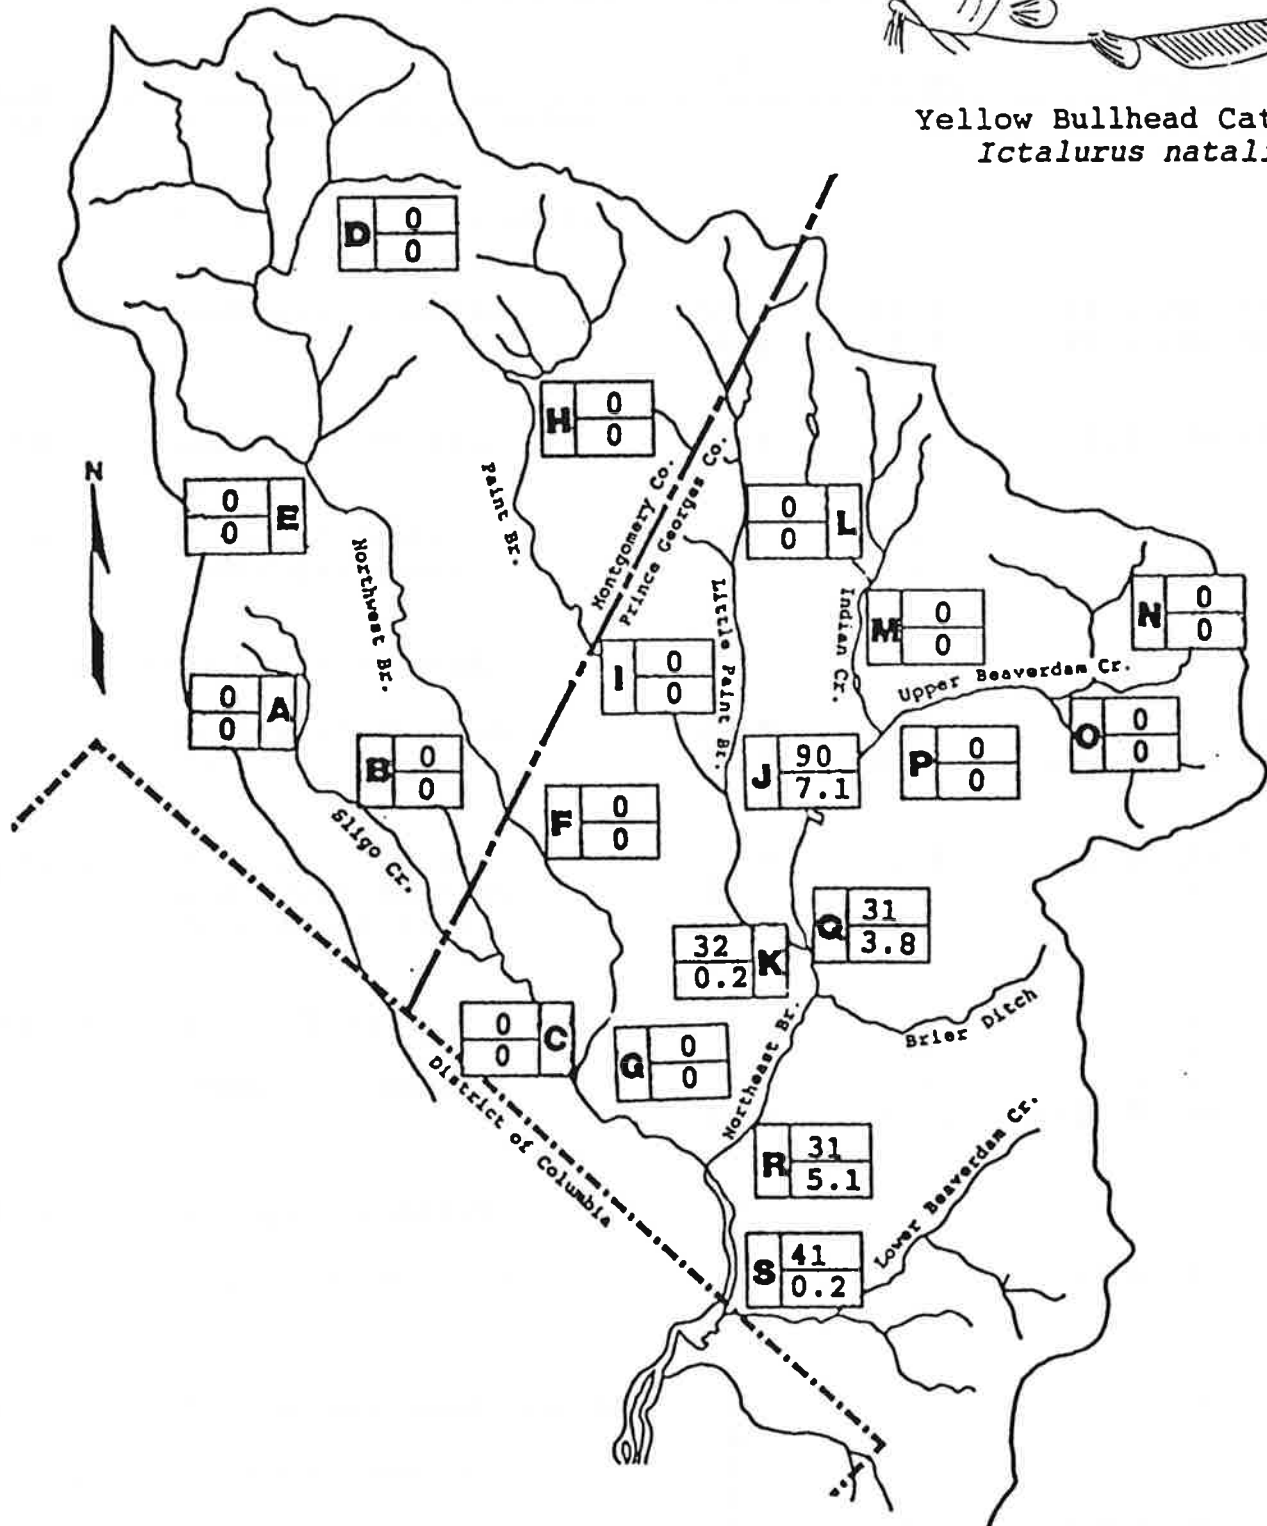 Yellow Bullhead Cat
Ictalurus natali
D 0
0
H 0
0
N
Montgomery Co.
Prince Georges Co.
Paint Br.
0 E
0
0 L
0
Northwest Br.
Little Paint Br.
Indian Cr.
M 0
0
N 0
0
I 0
0
Upper Beaverdam Cr.
0 A
0
O 0
0
B 0
0
J 90
7.1
P 0
0
F 0
0
Sligo Cr.
Q 31
3.8
32 K
0.2
Brier Ditch
0 C
0
G 0
0
Northeast Br.
District of Columbia
R 31
5.1
Lower Beaverdam Cr.
S 41
0.2